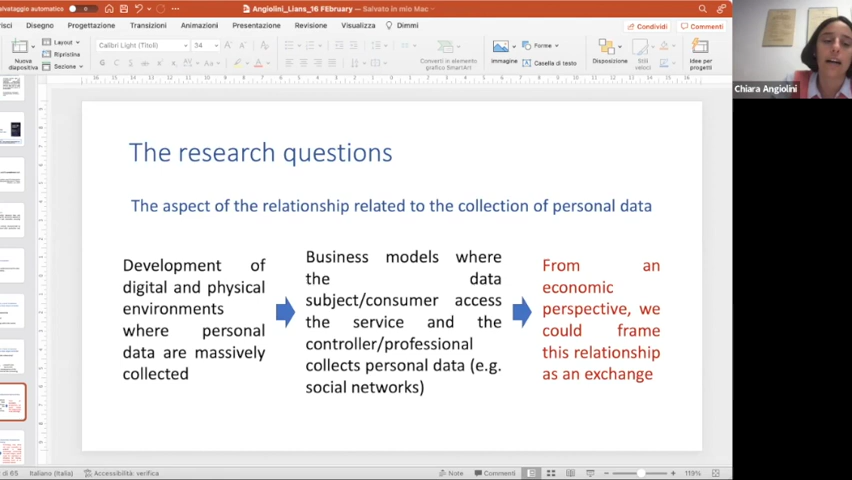 Salvataggio automatico
Angiolini_Lians_16 FEbruary - Salvato in mio Mac
Disegno Progettazione Transizioni Animazioni Presentazione Revisione Visualizza Dimmi
Condividi Commenti
Nuova
diapositiva
Layout
Ripristina
Sezione
Calibri Light (Titoli) 34
Converti in elemento
grafico SmartArt
Immagine
Forme
Casella di testo
Disposizione
Stili
veloci
Idee per
progetti
Chiara Angiolini
The research questions
The aspect of the relationship related to the collection of personal data
Development of
digital and physical
environments
where personal
data are massively
collected
Business models where
the data
subject/consumer access
the service and the
controller/professional
collects personal data (e.g.
social networks)
From an
economic
perspective, we
could frame
this relationship
as an exchange
di 65 Italiano (Italia) Accessibilità: verifica
Note Commenti 119%